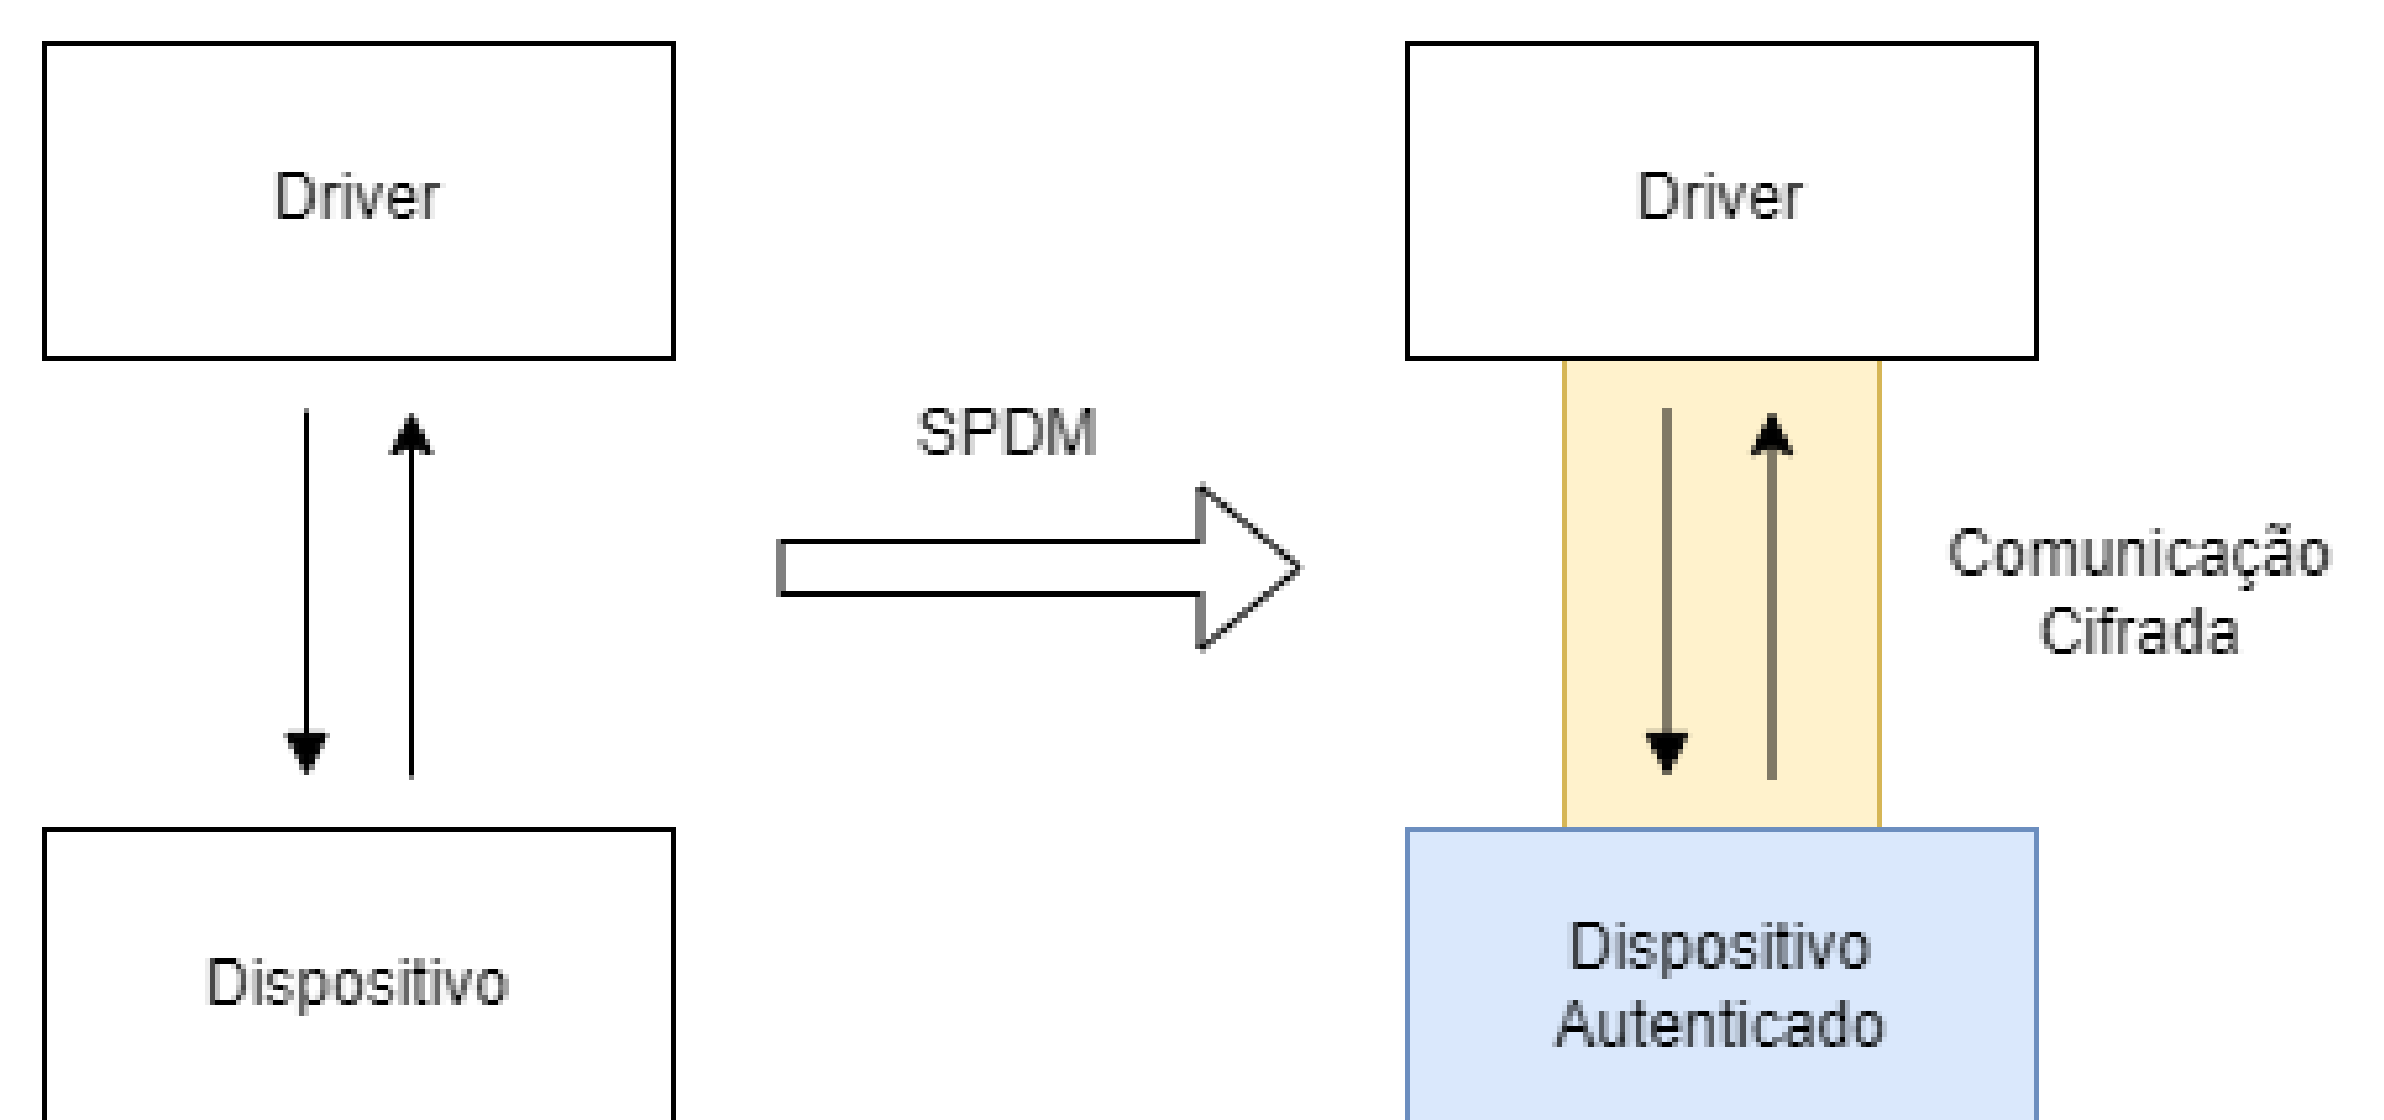 Driver
Dispositivo
SPDM
Driver
Comunicação
Cifrada
Dispositivo
Autenticado